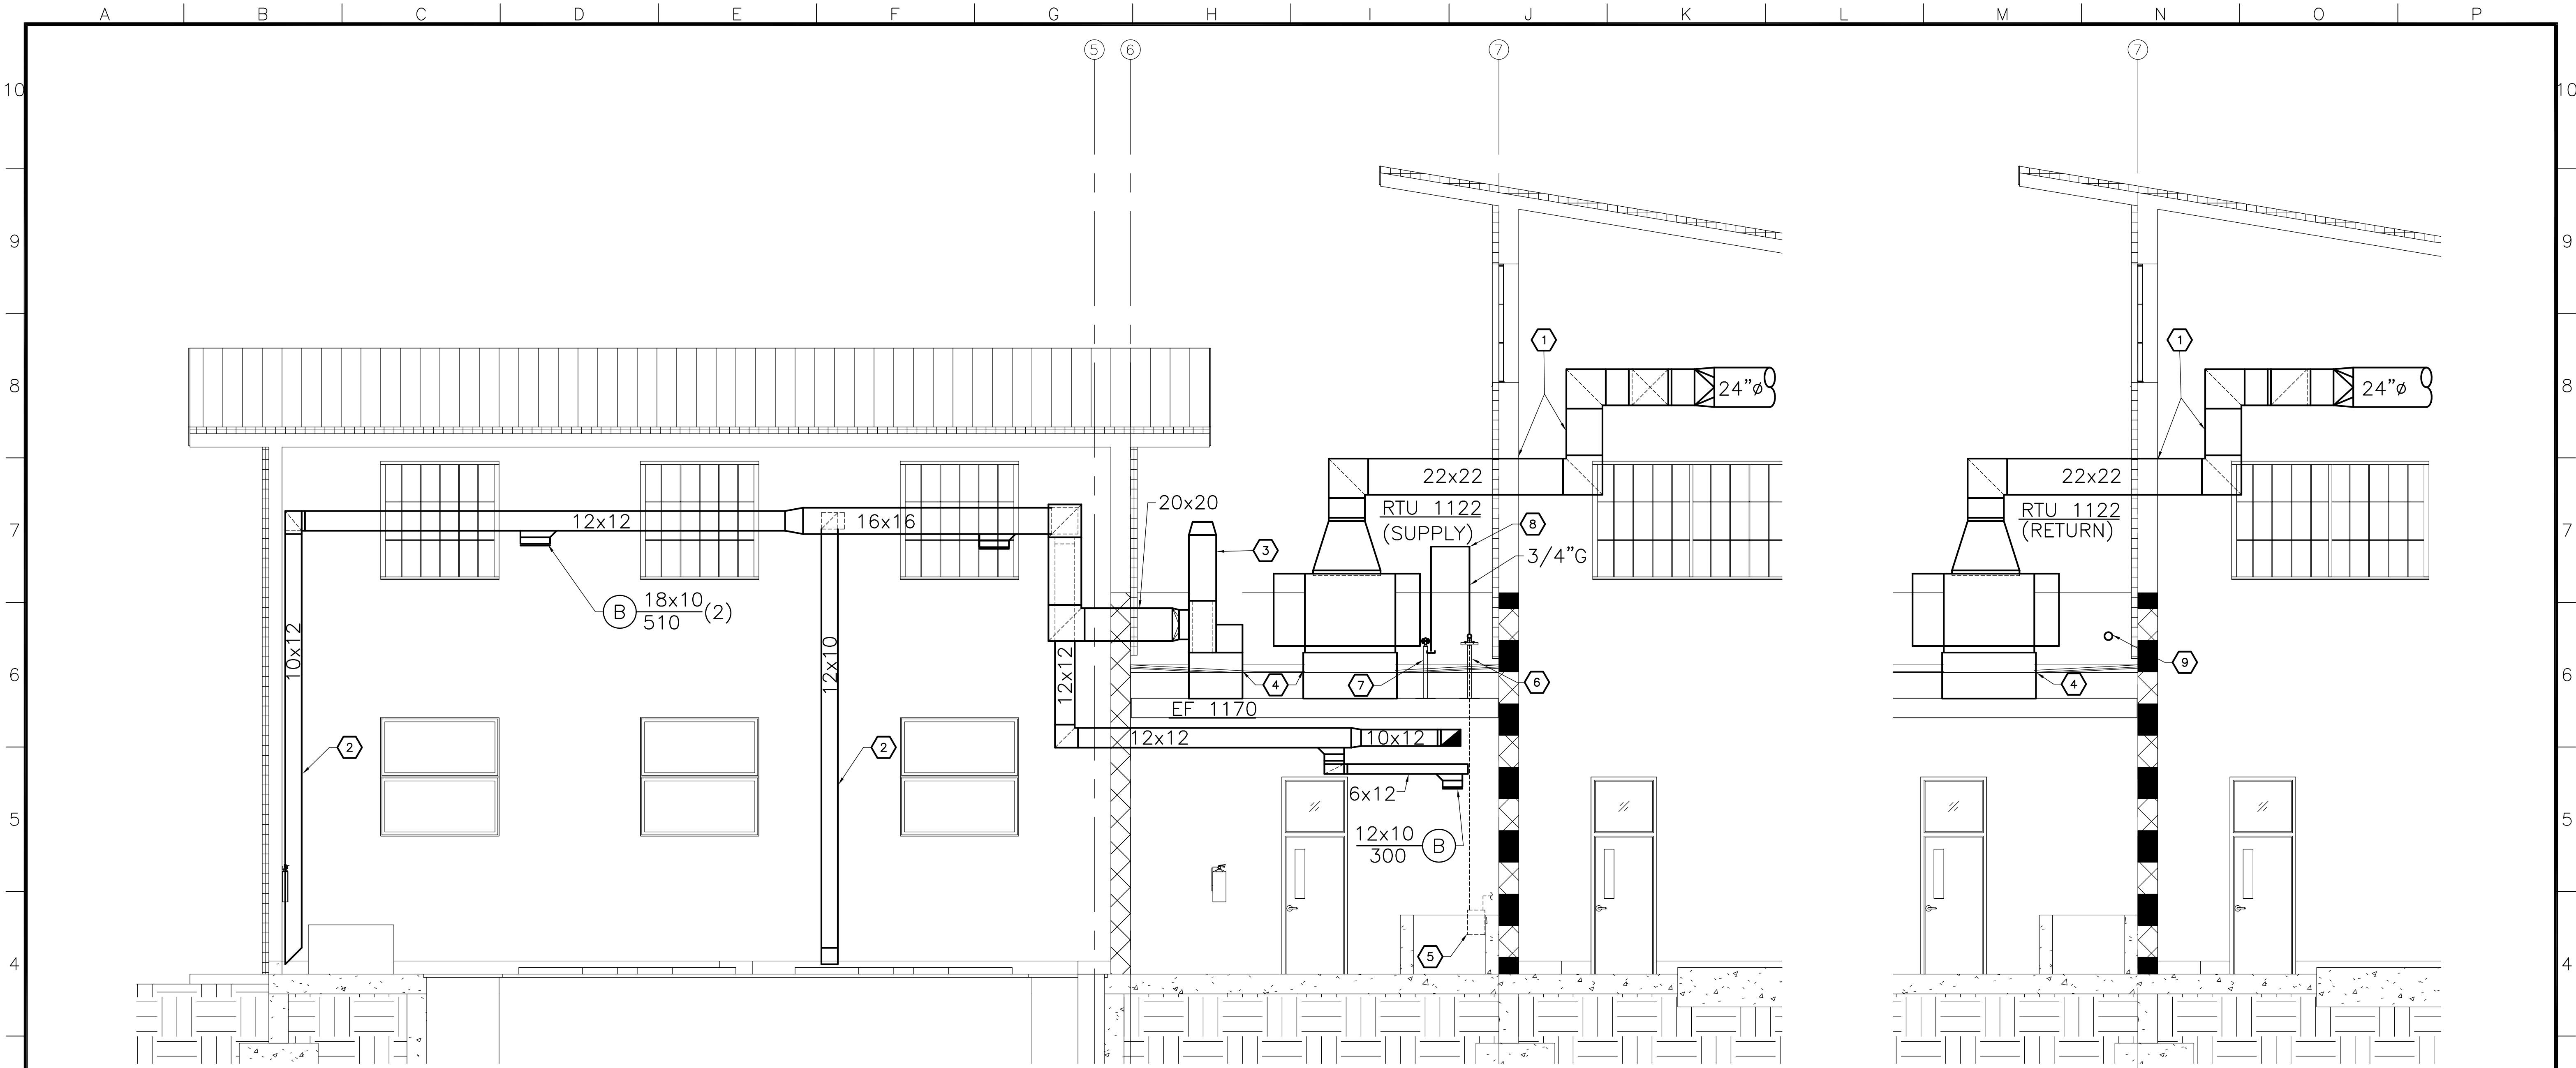 A B C D E F G H I J K L M N O P
5 6 7 7
10 10
9 9
1 1
8 24"ø 24"ø 8
22x22 22x22
20x20
RTU 1122 RTU 1122
(SUPPLY) (RETURN)
7 12x12 16x16 8 7
3 3/4"G
B 18x10 (2)
510
10x12 12x10 12x12
9
6 4 7 6 4 6
EF 1170
12x12 10x12
2 2
6x12
5 5
12x10 B
300
5
4 4